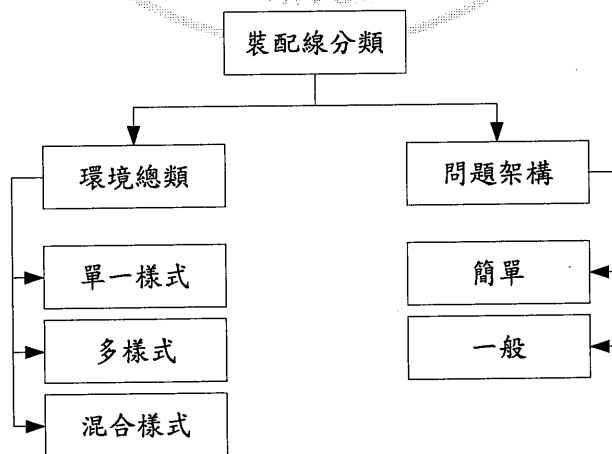 裝配線分類
環境總類
問題架構
單一樣式
簡單
多樣式
一般
混合樣式